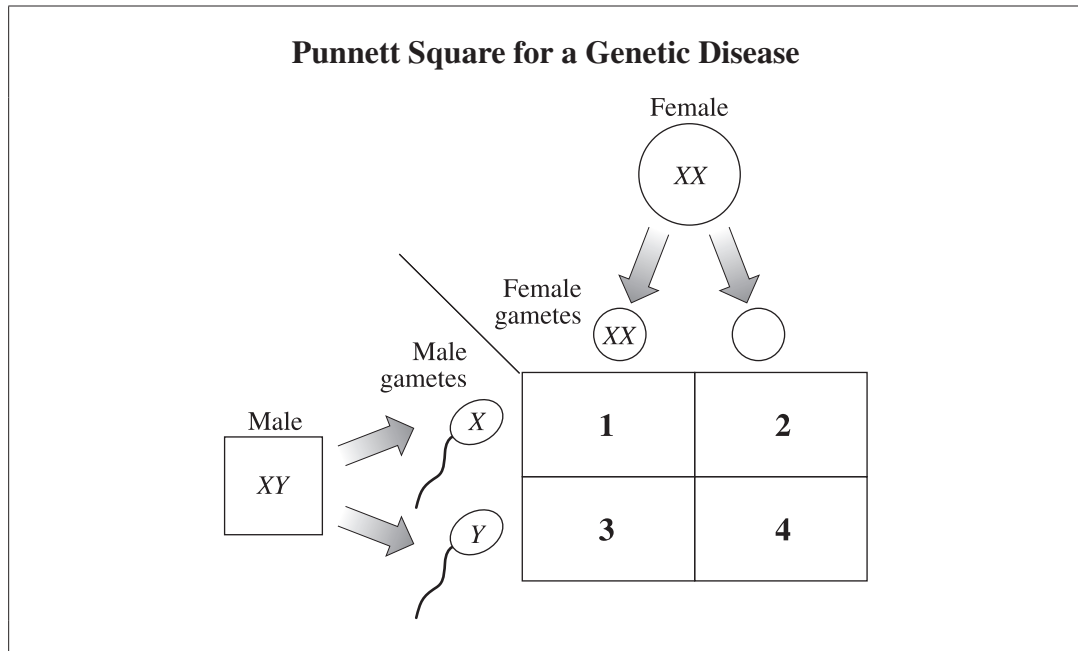 Punnett Square for a Genetic Disease
Female
XX
Female
gametes
XX
Male
gametes
Male
XY
X
Y
1
2
3
4